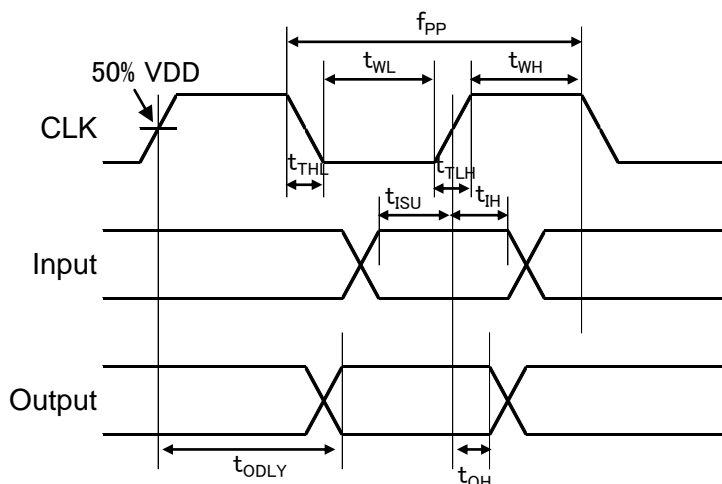 fPP
50% VDD
tWL
tWH
CLK
tTHL
tTLH
tISU
tIH
Input
Output
tODLY
tOH